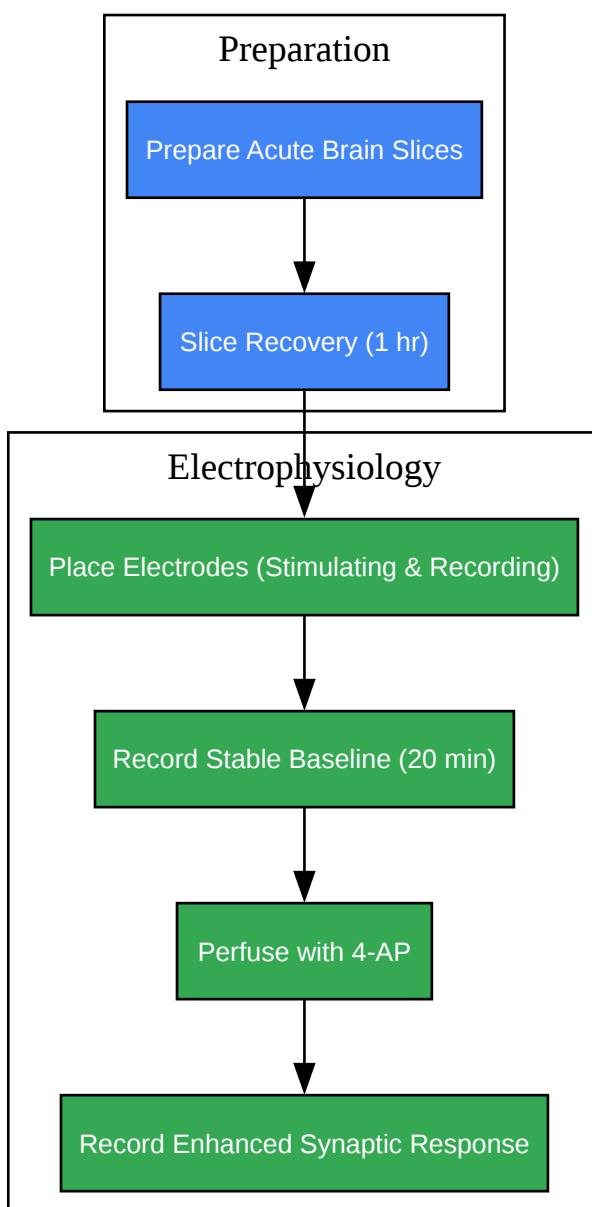 Preparation
Prepare Acute Brain Slices
Slice Recovery (1 hr)
Electrophysiology
Place Electrodes (Stimulating & Recording)
Record Stable Baseline (20 min)
Perfuse with 4-AP
Record Enhanced Synaptic Response